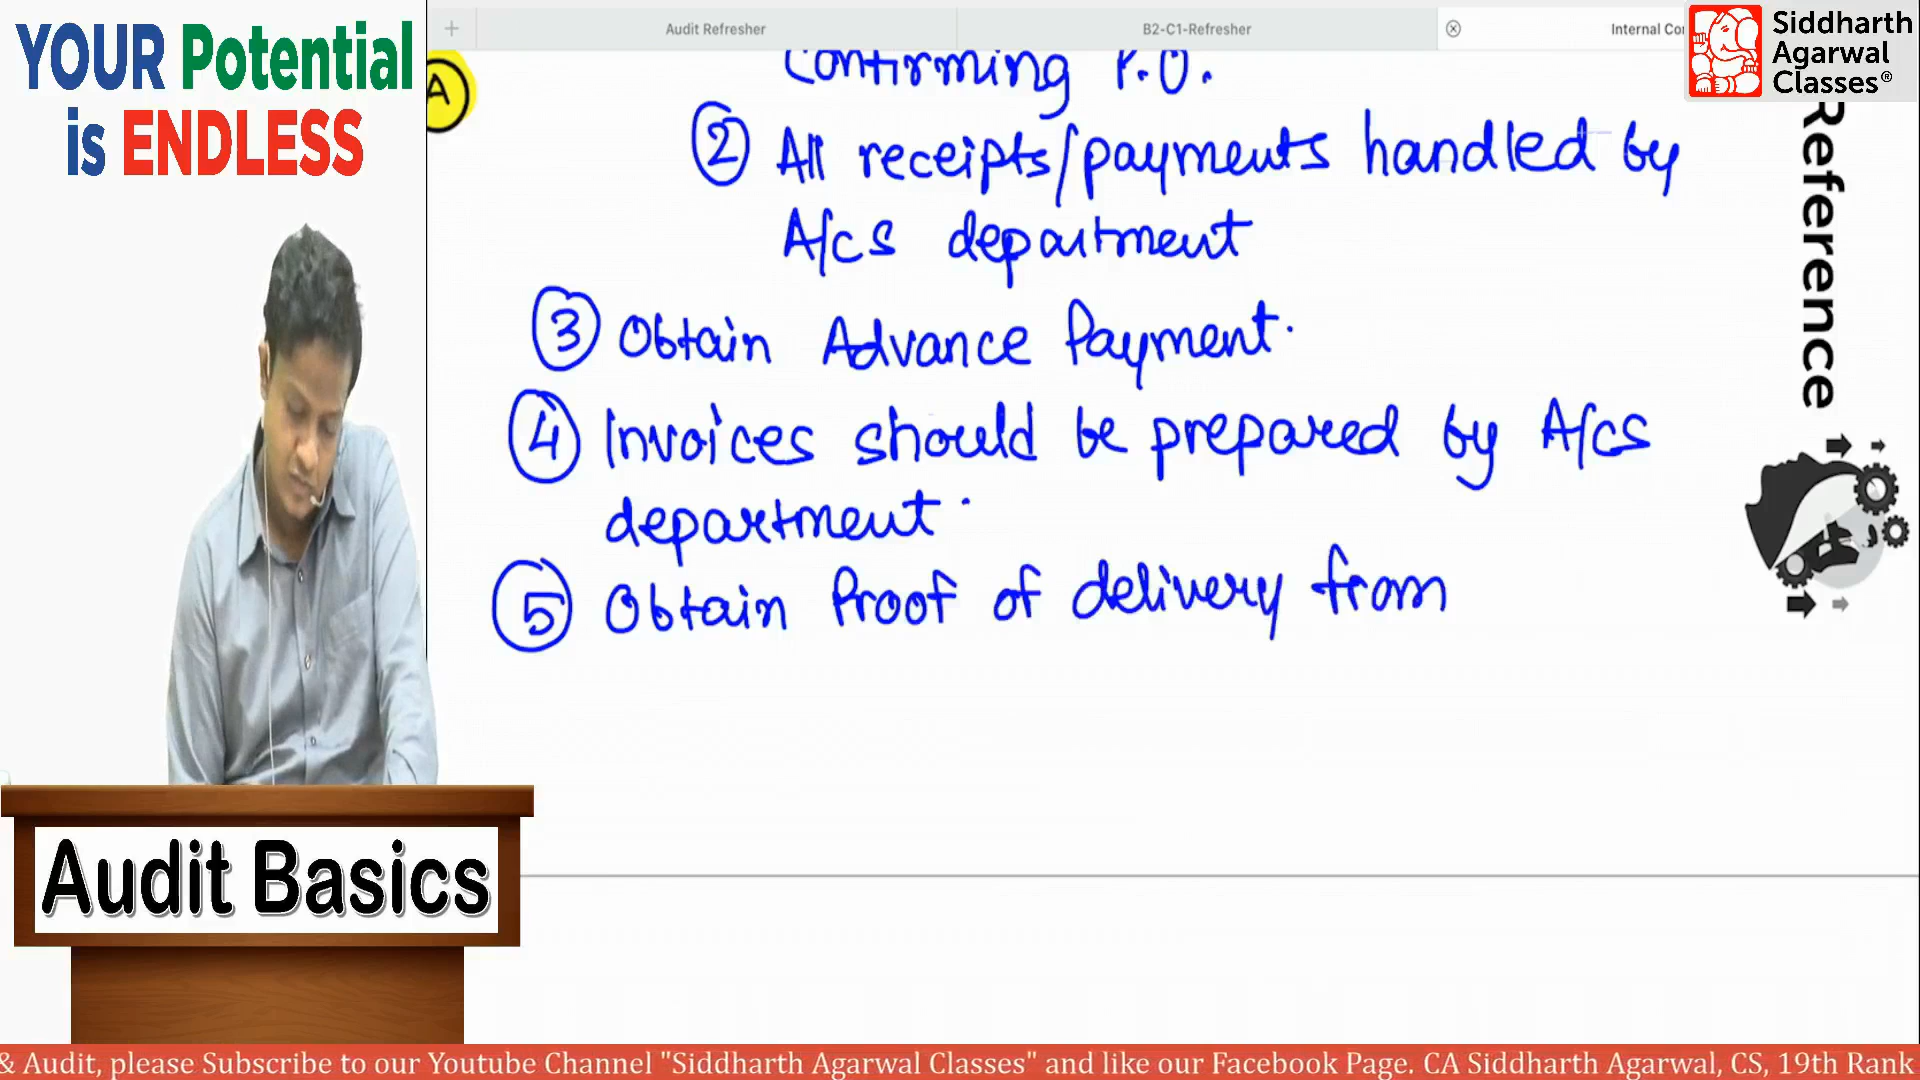 YOUR Potential
is ENDLESS
Audit Refresher
B2-C1-Refresher
Internal Co
Siddharth
Agarwal
Classes®
A
Confirming P.O.
2 All receipts/payments handled by
A/cs department
3 Obtain Advance Payment.
4 Invoices should be prepared by A/cs
department.
5 Obtain Proof of delivery from
Reference
Audit Basics
& Audit, please Subscribe to our Youtube Channel "Siddharth Agarwal Classes" and like our Facebook Page. CA Siddharth Agarwal, CS, 19th Rank